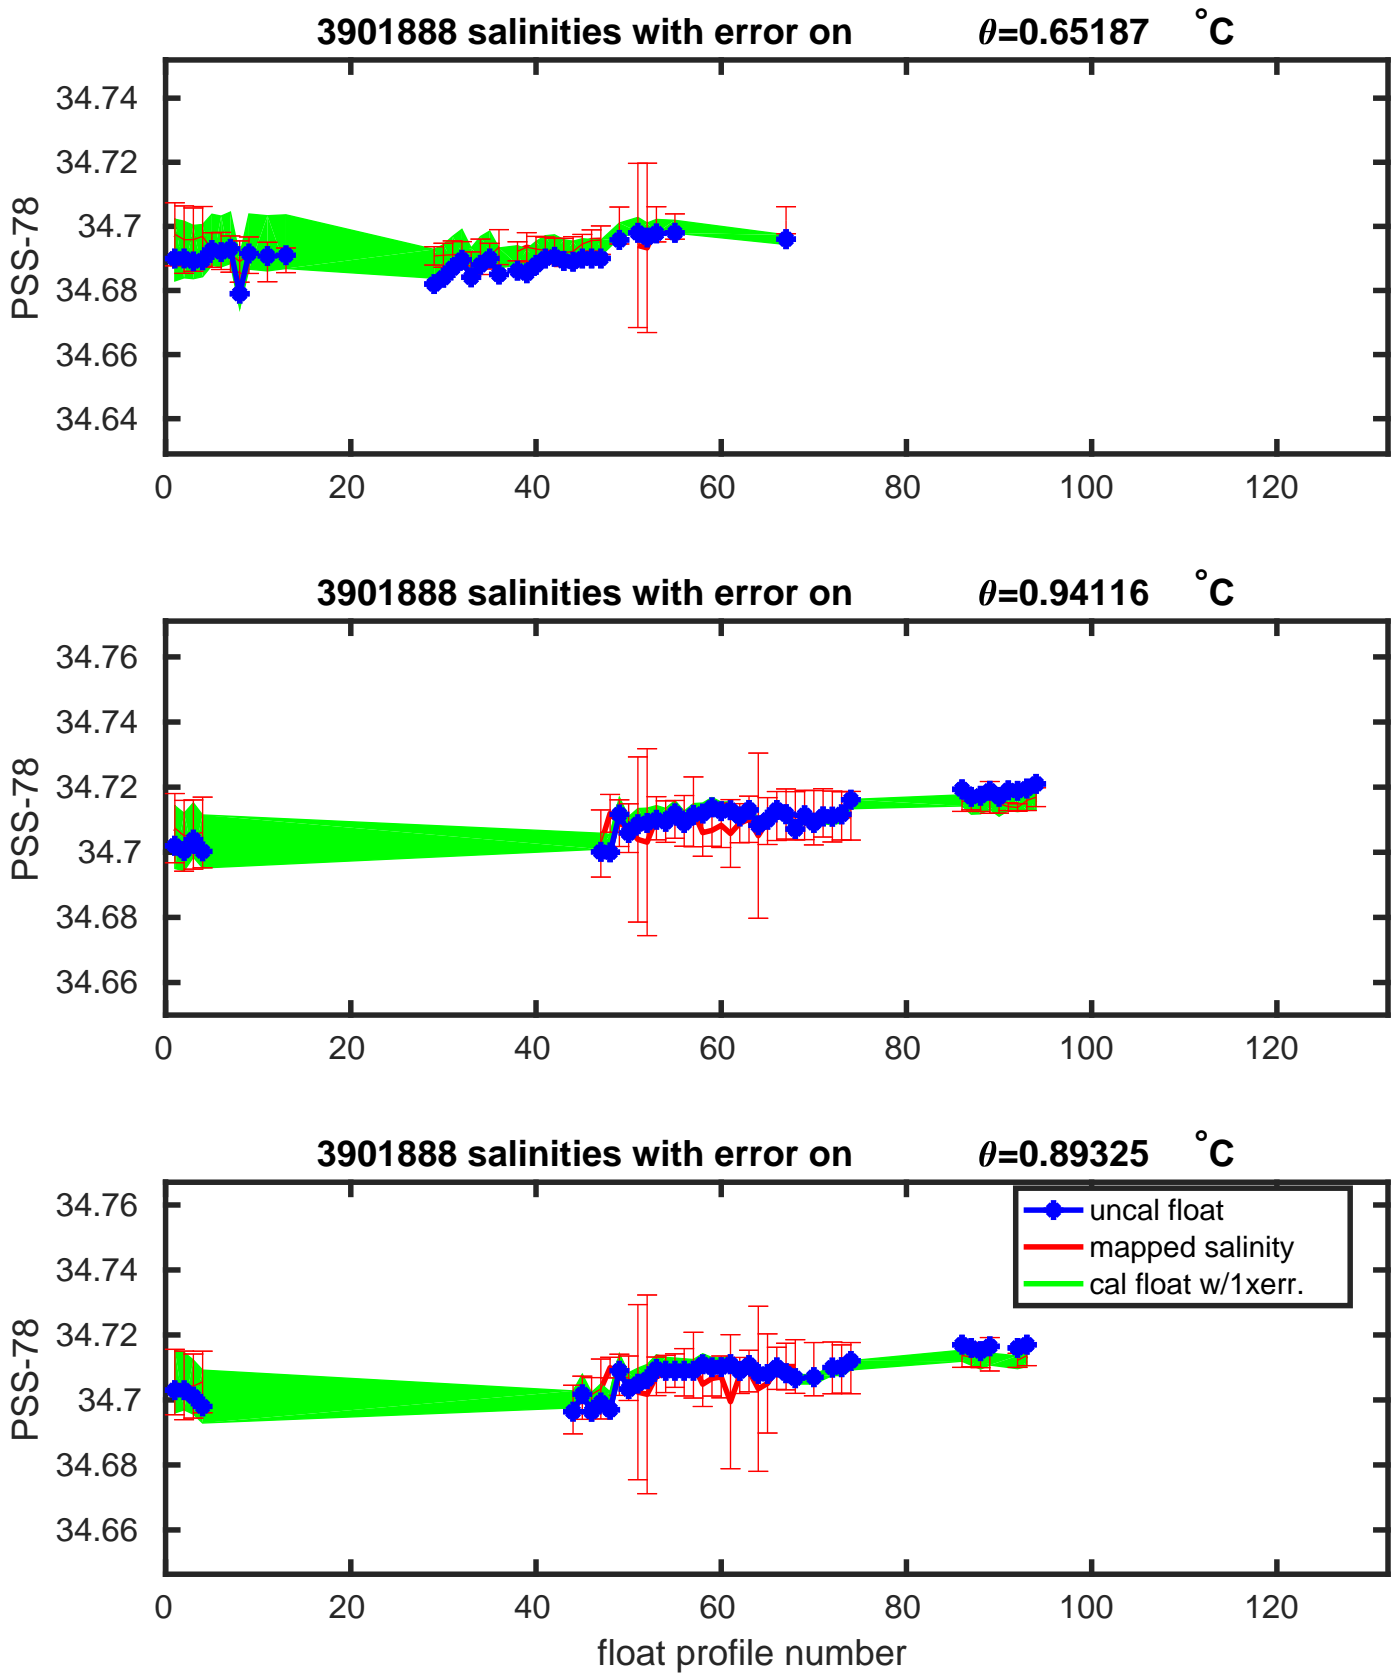 3901888 salinities with error on θ=0.65187 °C
34.74
34.72
34.7
34.68
34.66
34.64
PSS-78
0 20 40 60 80 100 120
3901888 salinities with error on θ=0.94116 °C
34.76
34.74
34.72
34.7
34.68
34.66
PSS-78
0 20 40 60 80 100 120
3901888 salinities with error on θ=0.89325 °C
34.76
34.74
34.72
34.7
34.68
34.66
PSS-78
uncal float
mapped salinity
cal float w/1xerr.
0 20 40 60 80 100 120
float profile number